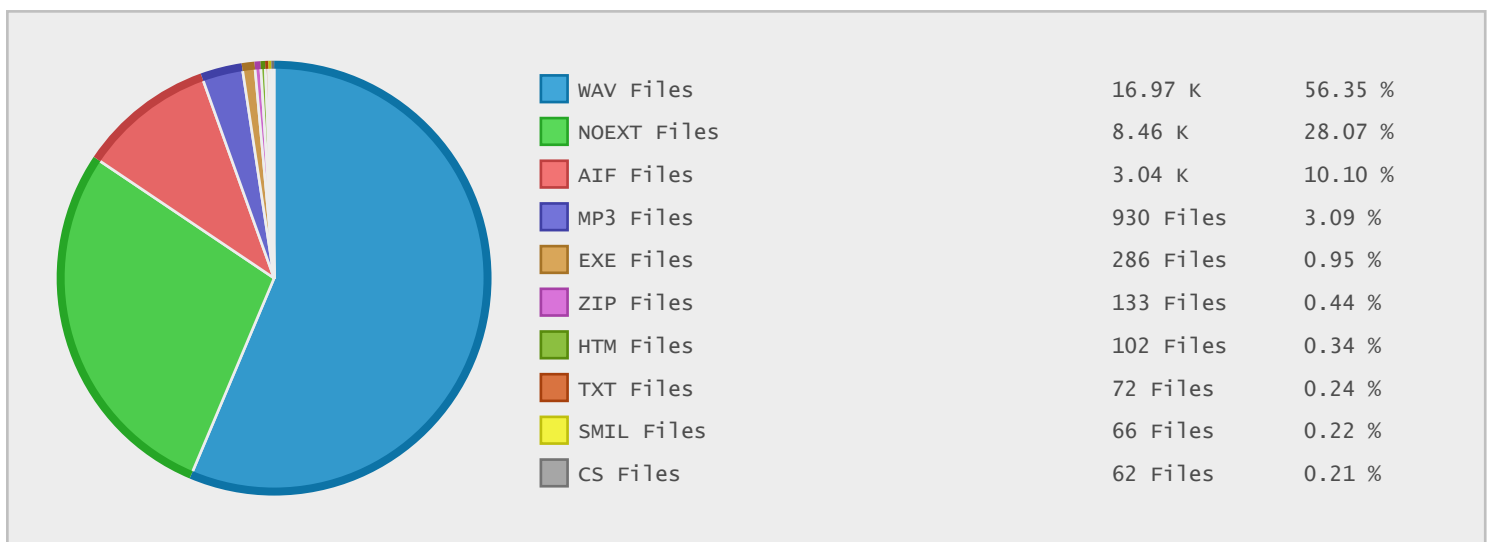 WAV Files 16.97 K 56.35 %
NOEXT Files 8.46 K 28.07 %
AIF Files 3.04 K 10.10 %
MP3 Files 930 Files 3.09 %
EXE Files 286 Files 0.95 %
ZIP Files 133 Files 0.44 %
HTM Files 102 Files 0.34 %
TXT Files 72 Files 0.24 %
SMIL Files 66 Files 0.22 %
CS Files 62 Files 0.21 %